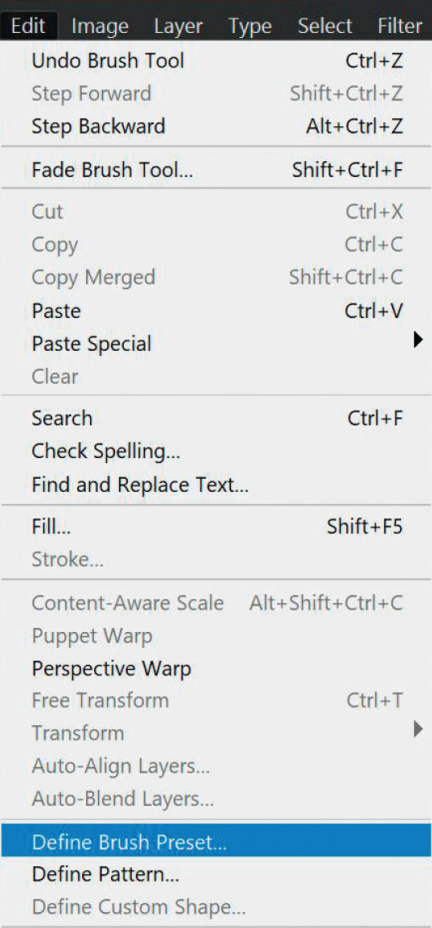 Edit Image Layer Type Select Filter
Undo Brush Tool Ctrl+Z
Step Forward Shift+Ctrl+Z
Step Backward Alt+Ctrl+Z
Fade Brush Tool... Shift+Ctrl+F
Cut Ctrl+X
Copy Ctrl+C
Copy Merged Shift+Ctrl+C
Paste Ctrl+V
Paste Special
Clear
Search Ctrl+F
Check Spelling...
Find and Replace Text...
Fill... Shift+F5
Stroke...
Content-Aware Scale Alt+Shift+Ctrl+C
Puppet Warp
Perspective Warp
Free Transform Ctrl+T
Transform
Auto-Align Layers...
Auto-Blend Layers...
Define Brush Preset...
Define Pattern...
Define Custom Shape...